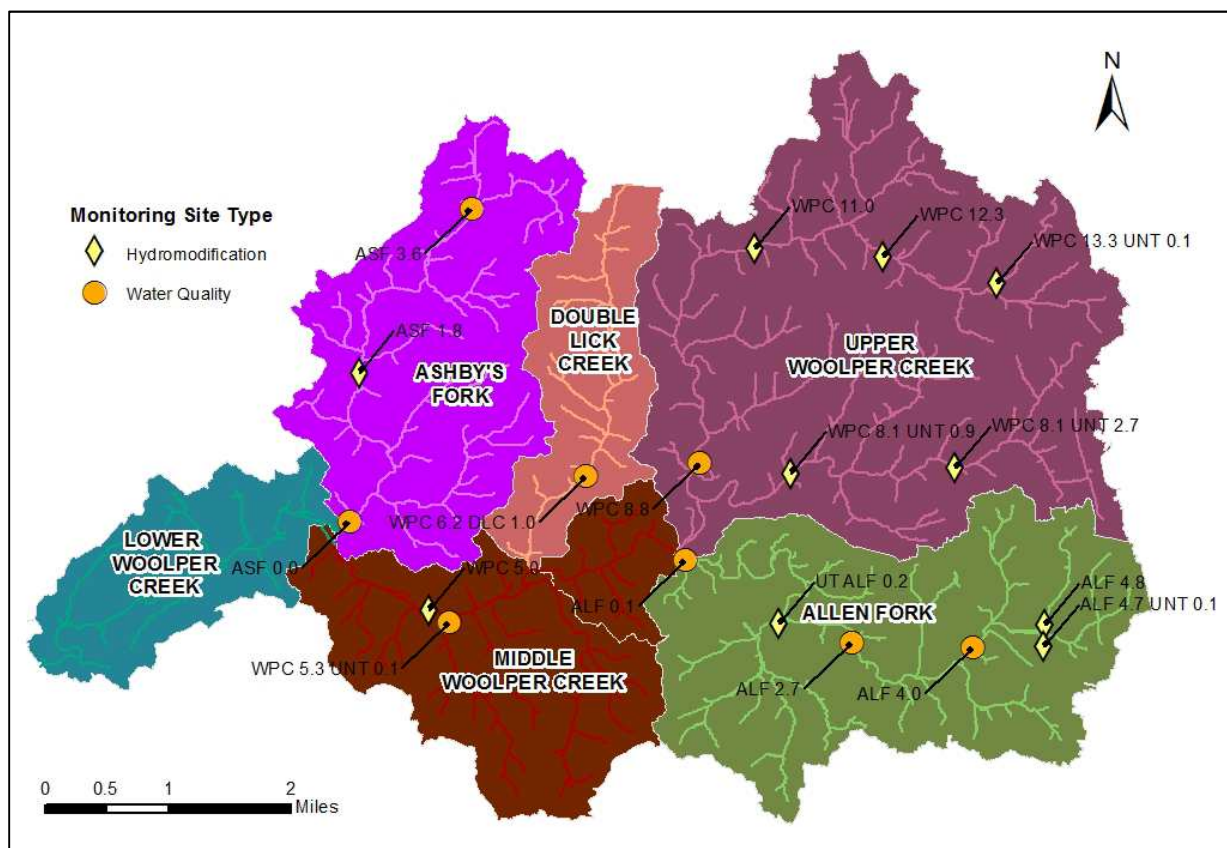 N
Monitoring Site Type
Hydromodification
Water Quality
ASF 3.6
ASF 1.8
ASHBY'S
FORK
DOUBLE
LICK
CREEK
WPC 11.0
WPC 12.3
WPC 13.3 UNT 0.1
UPPER
WOOLPER CREEK
WPC 8.1 UNT 0.9
WPC 8.1 UNT 2.7
WPC 6.2 DLC 1.0
WPC 8.8
LOWER
WOOLPER
CREEK
ASF 0.0
WPC 5.0
ALF 0.1
UT ALF 0.2
ALF 4.8
ALF 4.7 UNT 0.1
ALLEN FORK
WPC 5.3 UNT 0.1
MIDDLE
WOOLPER CREEK
ALF 2.7
ALF 4.0
0 0.5 1 2
Miles